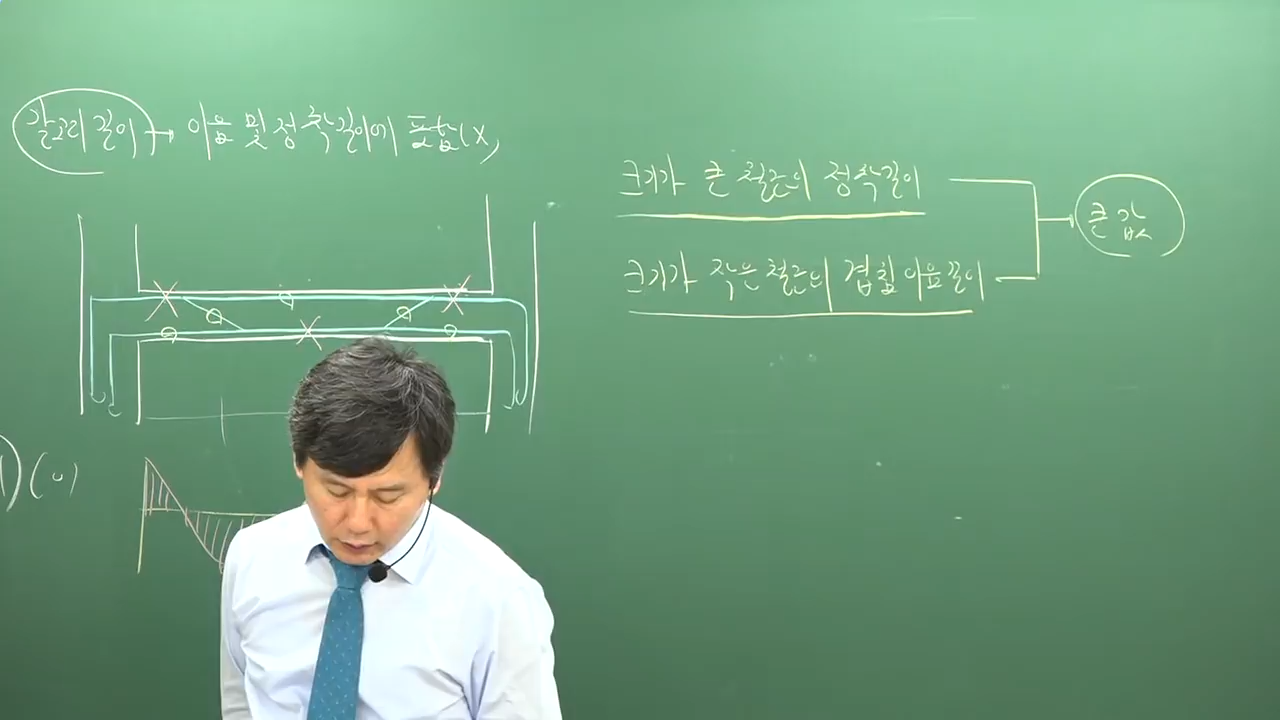 갈고리 길이 → 이음 및 정착길이에 포함(X)
크기가 큰 철근의 정착길이
큰 값
크기가 작은 철근의 겹침이음길이